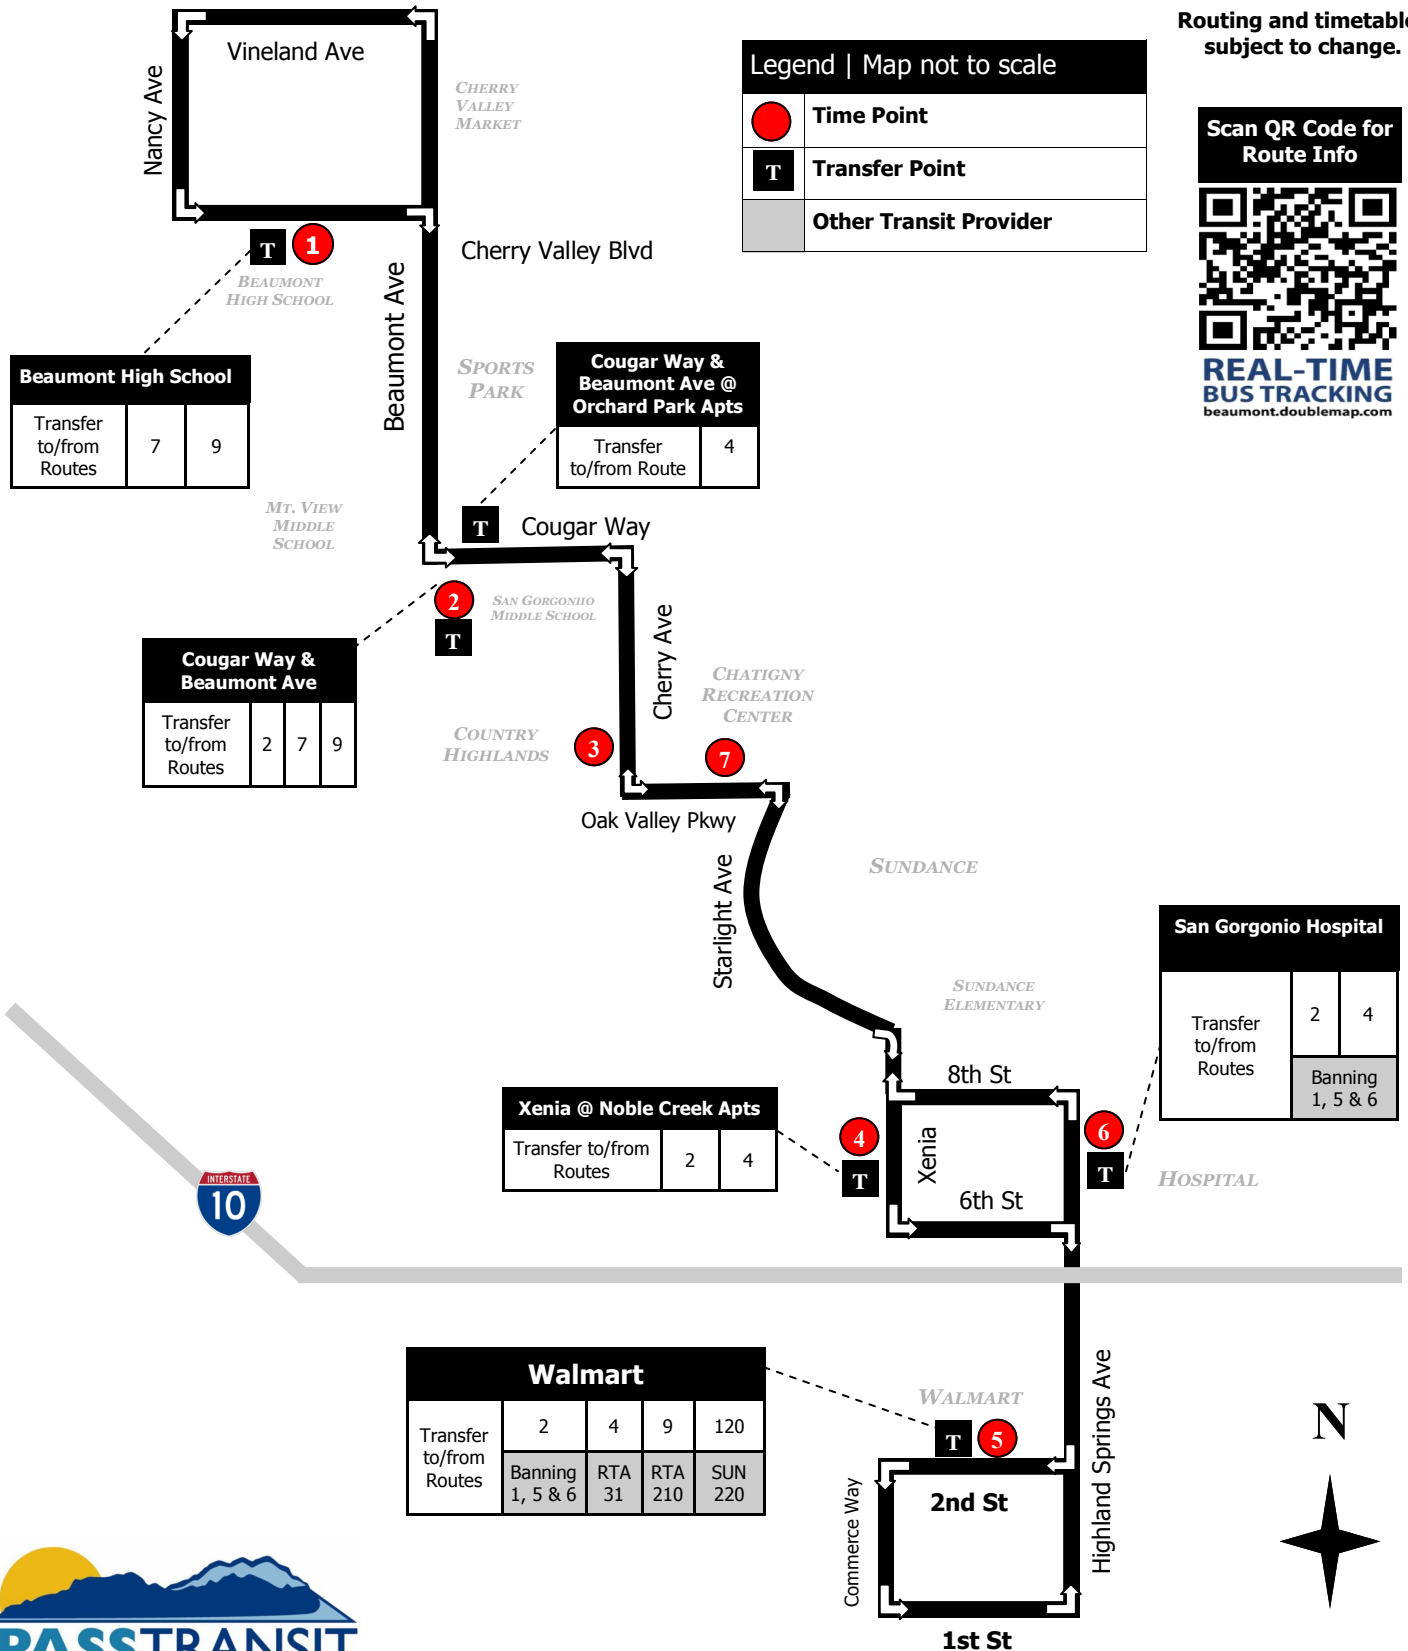 Routing and timetable
subject to change.
Vineland Ave
Nancy Ave
CHERRY
VALLEY
MARKET
Legend | Map not to scale
Time Point
T Transfer Point
Other Transit Provider
Scan QR Code for
Route Info
REAL-TIME
BUS TRACKING
beaumont.doublemap.com
T 1
BEAUMONT
HIGH SCHOOL
Cherry Valley Blvd
Beaumont Ave
Beaumont High School
Transfer
to/from
Routes
7 9
SPORTS
PARK
Cougar Way &
Beaumont Ave @
Orchard Park Apts
Transfer
to/from Route
4
MT. VIEW
MIDDLE
SCHOOL
T
Cougar Way
2
T
SAN GORGONIIO
MIDDLE SCHOOL
Cougar Way &
Beaumont Ave
Transfer
to/from
Routes
2 7 9
Cherry Ave
CHATIGNY
RECREATION
CENTER
COUNTRY
HIGHLANDS
3
7
Oak Valley Pkwy
Starlight Ave
SUNDANCE
SUNDANCE
ELEMENTARY
San Gorgonio Hospital
Transfer
to/from
Routes
2 4
Banning
1, 5 & 6
8th St
Xenia @ Noble Creek Apts
Transfer to/from
Routes
2 4
4
T
Xenia
6th St
6
T
HOSPITAL
INTERSTATE
10
Walmart
Transfer
to/from
Routes
2 4 9 120
Banning
1, 5 & 6
RTA
31
RTA
210
SUN
220
WALMART
T 5
Highland Springs Ave
2nd St
Commerce Way
1st St
N
PASSTRANSIT